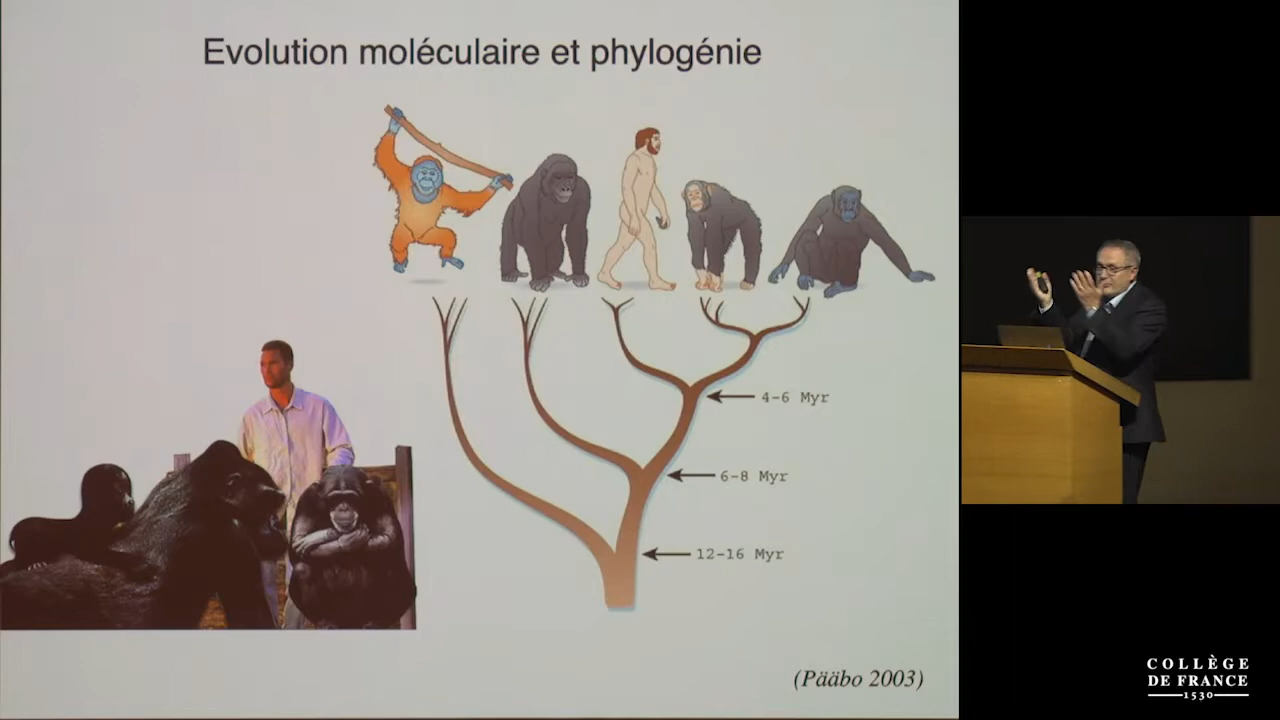 Evolution moléculaire et phylogénie
4-6 Myr
6-8 Myr
12-16 Myr
(Pääbo 2003)
COLLÈGE
DE FRANCE
1530